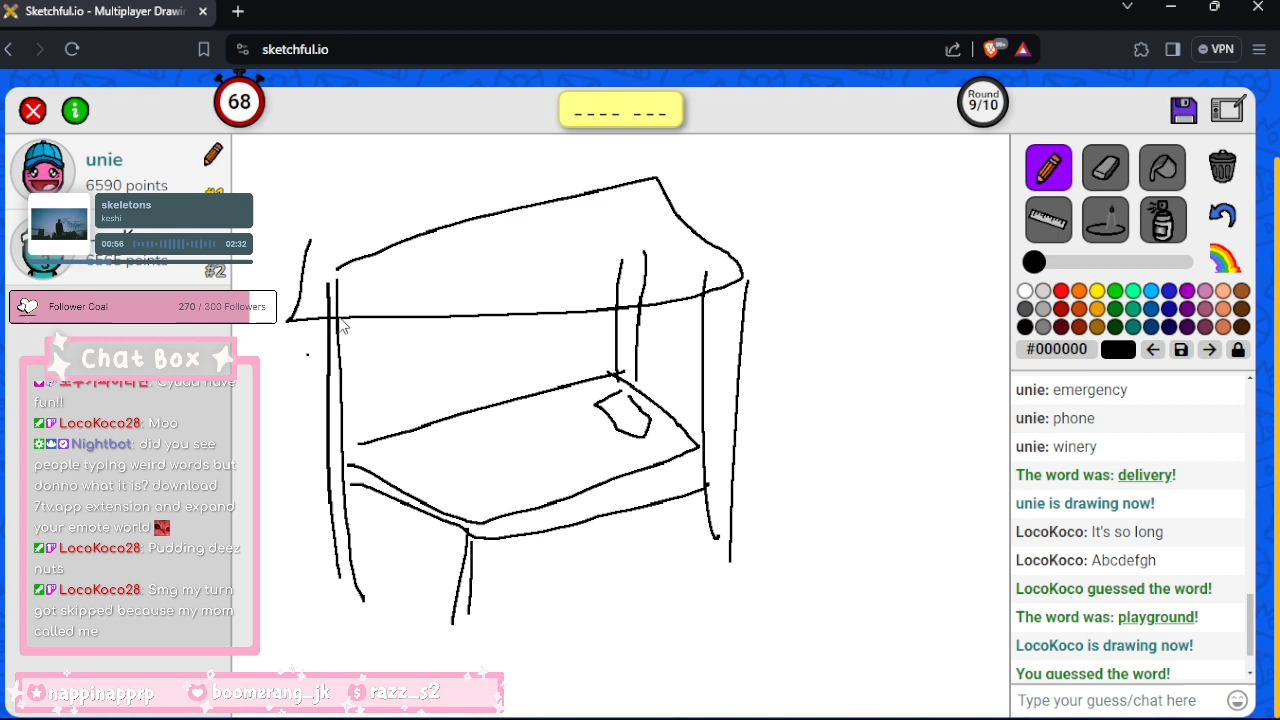 Sketchful.io - Multiplayer Drawin
sketchful.io
VPN
68
____ ___
Round
9/10
unie
6590 points
#1
skeletons
keshi
00:56
02:32
#2
Follower Goal
270 / 300 Followers
Chat Box
fun!!
LocoKoco28: Moo
Nightbot: did you see
people typing weird words but
donno what it is? download
7tv.app extension and expand
your emote world
LocoKoco28: Pudding deez
nuts
LocoKoco28: Smg my turn
got skipped because my mom
called me
nappinapprp
boomerang_jk
razz_s2
#000000
unie: emergency
unie: phone
unie: winery
The word was: delivery!
unie is drawing now!
LocoKoco: It's so long
LocoKoco: Abcdefgh
LocoKoco guessed the word!
The word was: playground!
LocoKoco is drawing now!
You guessed the word!
Type your guess/chat here